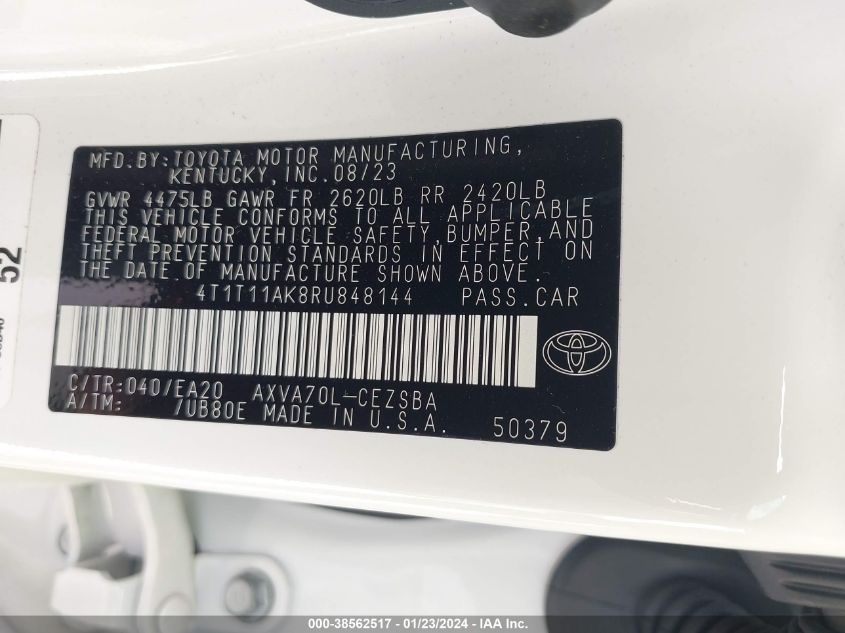 MFD. BY: TOYOTA MOTOR MANUFACTURING,
KENTUCKY, INC. 08/23
GVWR 4475LB GAWR FR 2620LB RR 2420LB
THIS VEHICLE CONFORMS TO ALL APPLICABLE
FEDERAL MOTOR VEHICLE SAFETY, BUMPER, AND
THEFT PREVENTION STANDARDS IN EFFECT ON
THE DATE OF MANUFACTURE SHOWN ABOVE.
4T1T11AK8RU848144 PASS. CAR
C/TR: 040/EA20 AXVA70L-CEZSBA
A/TM: /UB80E MADE IN U.S.A. 50379
52
000-38562517 - 01/23/2024 - IAA Inc.